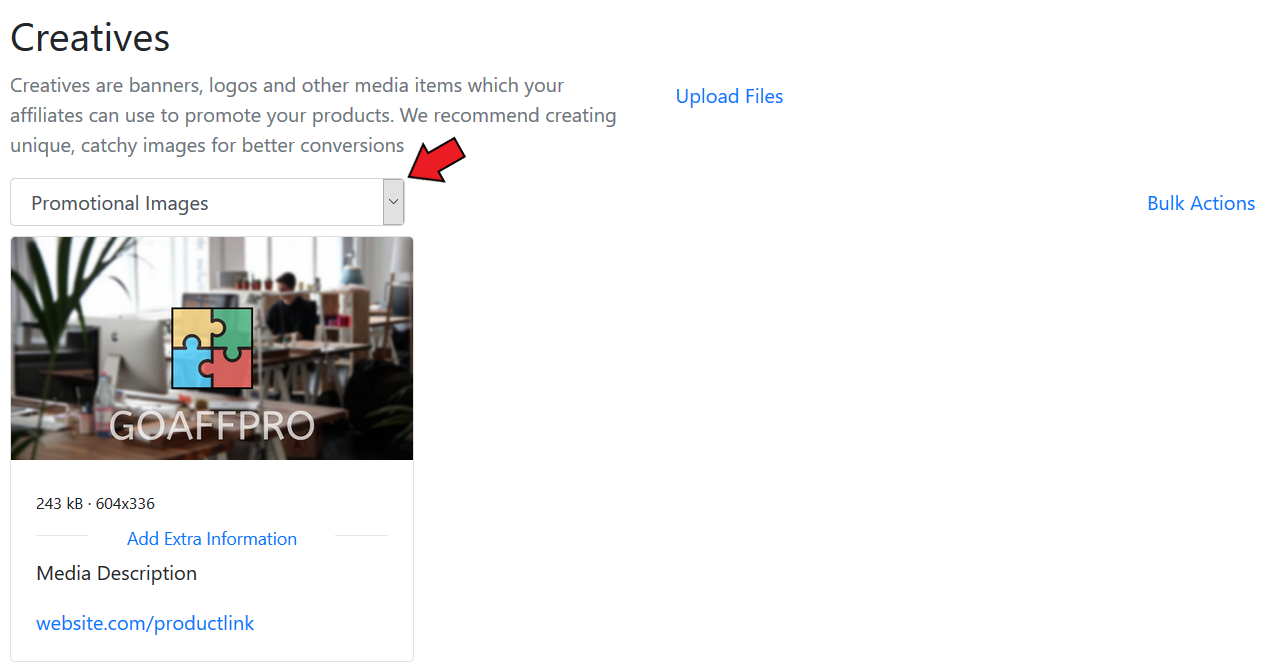 Creatives
Creatives are banners, logos and other media items which your
affiliates can use to promote your products. We recommend creating
unique, catchy images for better conversions
Upload Files
Promotional Images
Bulk Actions
GOAFFPRO
243 kB · 604x336
Add Extra Information
Media Description
website.com/productlink